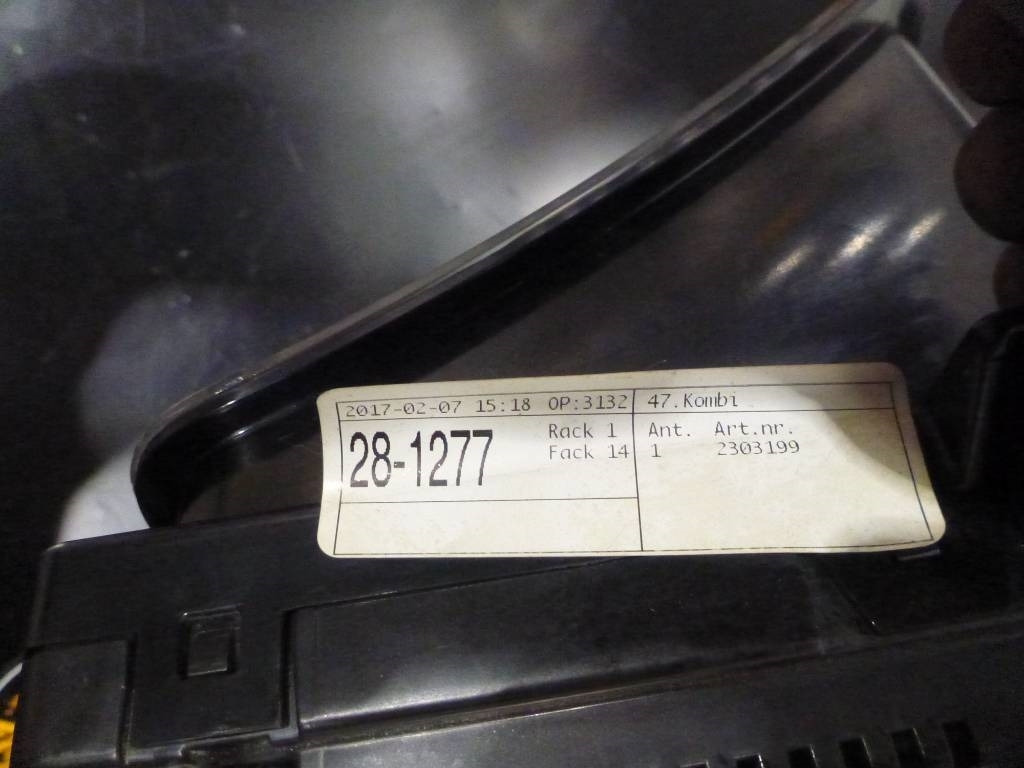 2017-02-07 15:18 OP:3132 47.Kombi
28-1277 Rack 1 Ant. Art.nr.
Fack 14 1 2303199